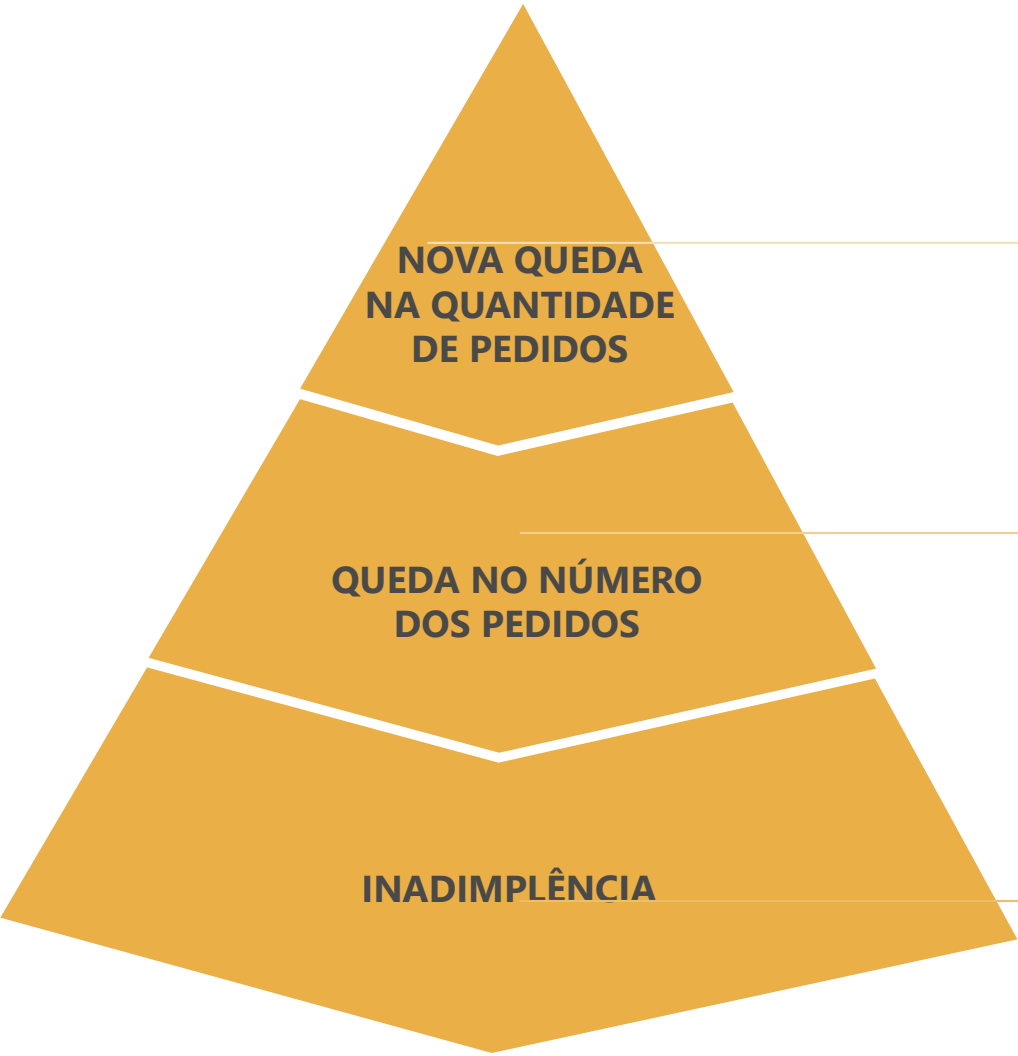 NOVA QUEDA
NA QUANTIDADE
DE PEDIDOS
QUEDA NO NÚMERO
DOS PEDIDOS
INADIMPLÊNCIA